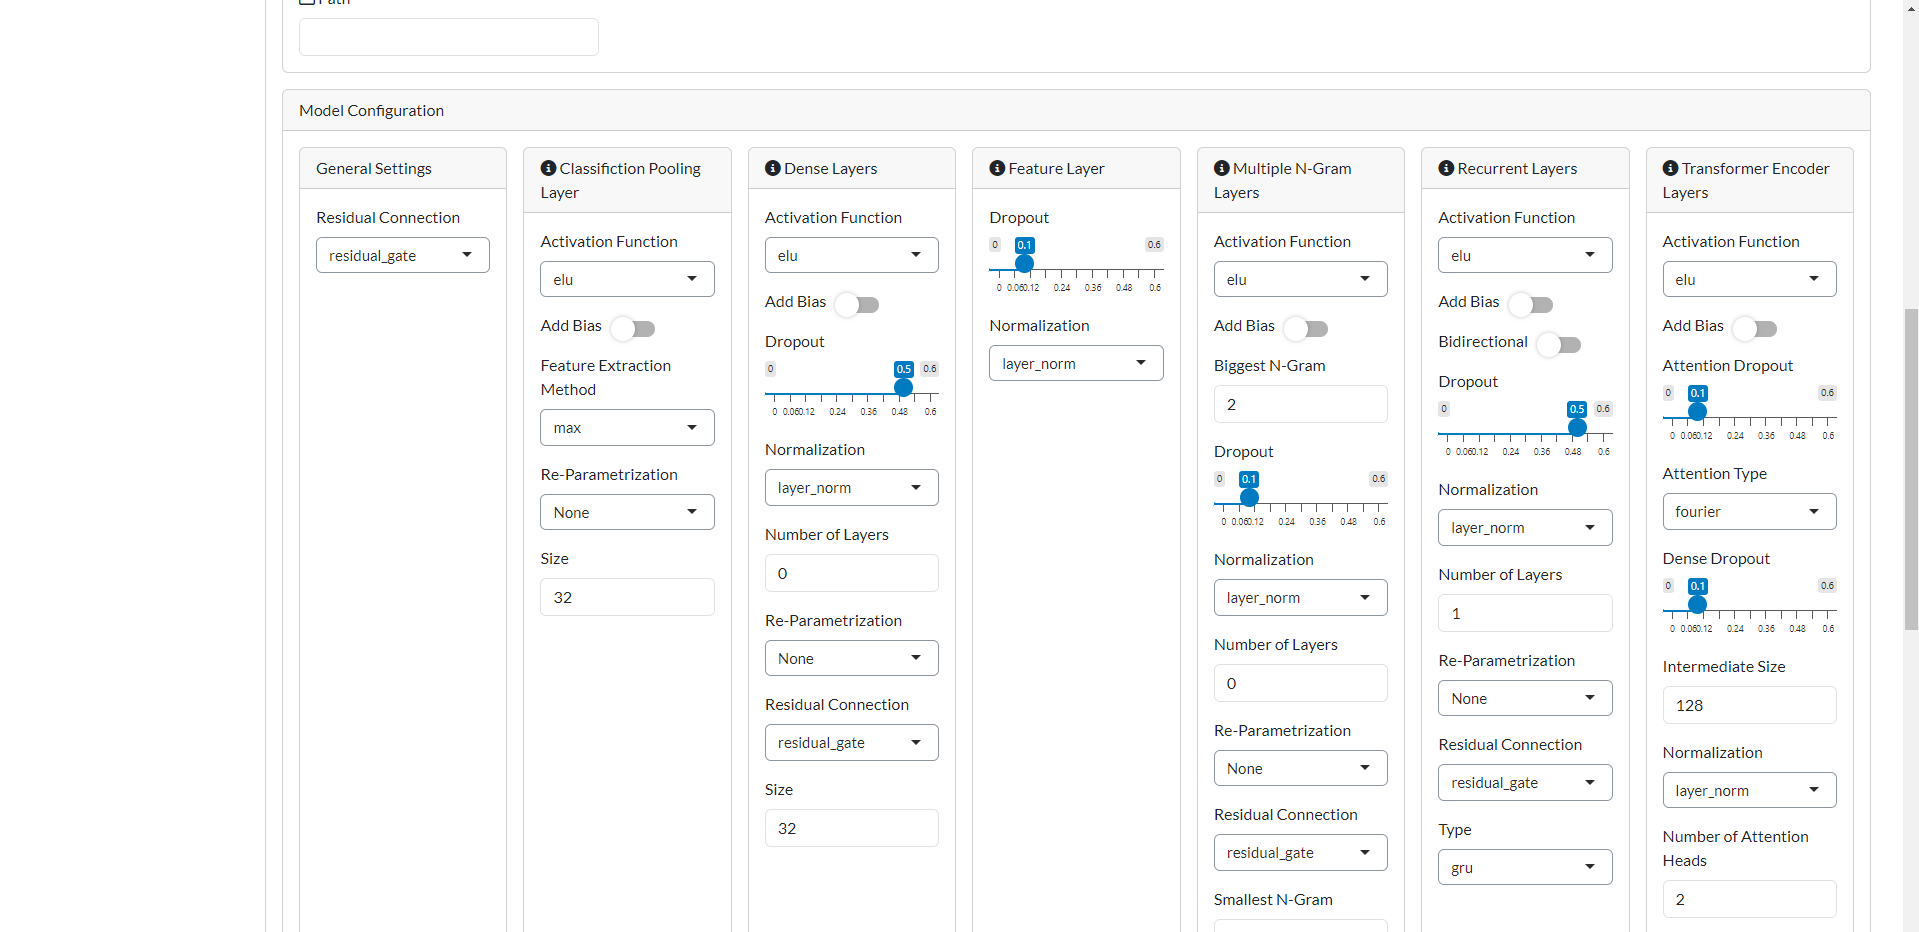 Path
Model Configuration
General Settings
Residual Connection
residual_gate
Classifiction Pooling
Layer
Activation Function
elu
Add Bias
Feature Extraction
Method
max
Re-Parametrization
None
Size
32
Dense Layers
Activation Function
elu
Add Bias
Dropout
0 0.5 0.6
0 0.06 0.12 0.24 0.36 0.48 0.6
Normalization
layer_norm
Number of Layers
0
Re-Parametrization
None
Residual Connection
residual_gate
Size
32
Feature Layer
Dropout
0 0.1 0.6
0 0.06 0.12 0.24 0.36 0.48 0.6
Normalization
layer_norm
Multiple N-Gram
Layers
Activation Function
elu
Add Bias
Biggest N-Gram
2
Dropout
0 0.1 0.6
0 0.06 0.12 0.24 0.36 0.48 0.6
Normalization
layer_norm
Number of Layers
0
Re-Parametrization
None
Residual Connection
residual_gate
Smallest N-Gram
Recurrent Layers
Activation Function
elu
Add Bias
Bidirectional
Dropout
0 0.5 0.6
0 0.06 0.12 0.24 0.36 0.48 0.6
Normalization
layer_norm
Number of Layers
1
Re-Parametrization
None
Residual Connection
residual_gate
Type
gru
Transformer Encoder
Layers
Activation Function
elu
Add Bias
Attention Dropout
0 0.1 0.6
0 0.06 0.12 0.24 0.36 0.48 0.6
Attention Type
fourier
Dense Dropout
0 0.1 0.6
0 0.06 0.12 0.24 0.36 0.48 0.6
Intermediate Size
128
Normalization
layer_norm
Number of Attention
Heads
2